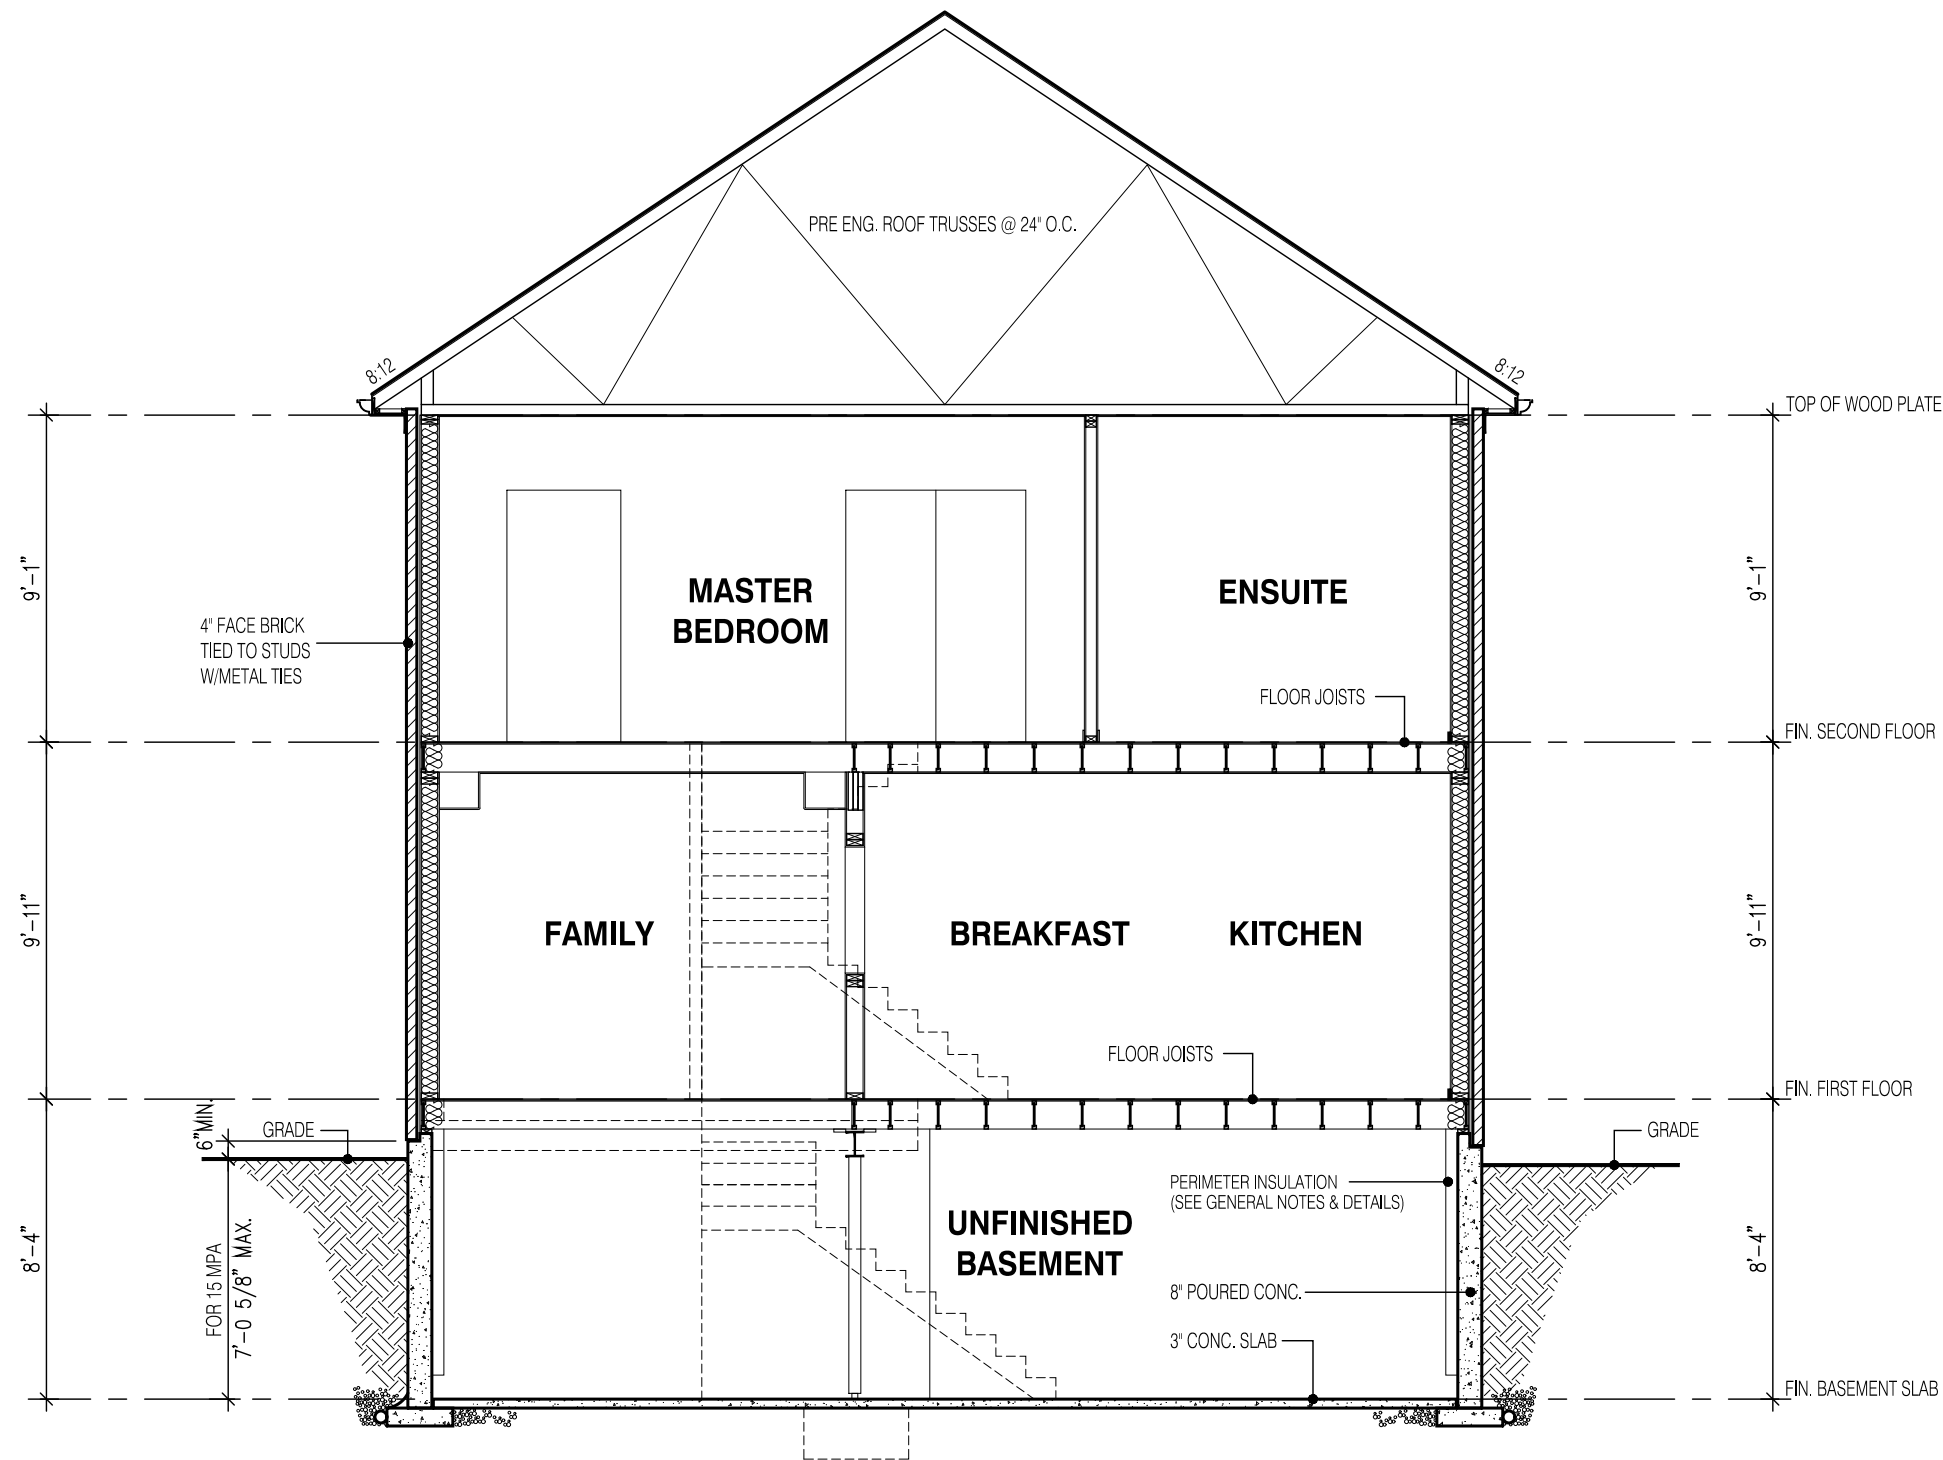 PRE ENG. ROOF TRUSSES @ 24" O.C.
8:12
8:12
TOP OF WOOD PLATE
9'-1"
9'-1"
MASTER
BEDROOM
ENSUITE
4" FACE BRICK
TIED TO STUDS
W/METAL TIES
FLOOR JOISTS
FIN. SECOND FLOOR
9'-11"
9'-11"
FAMILY
BREAKFAST
KITCHEN
FLOOR JOISTS
FIN. FIRST FLOOR
6"MIN.
GRADE
GRADE
PERIMETER INSULATION
(SEE GENERAL NOTES & DETAILS)
UNFINISHED
BASEMENT
8'-4"
8'-4"
FOR 15 MPA
7'-0 5/8" MAX.
8" POURED CONC.
3" CONC. SLAB
FIN. BASEMENT SLAB